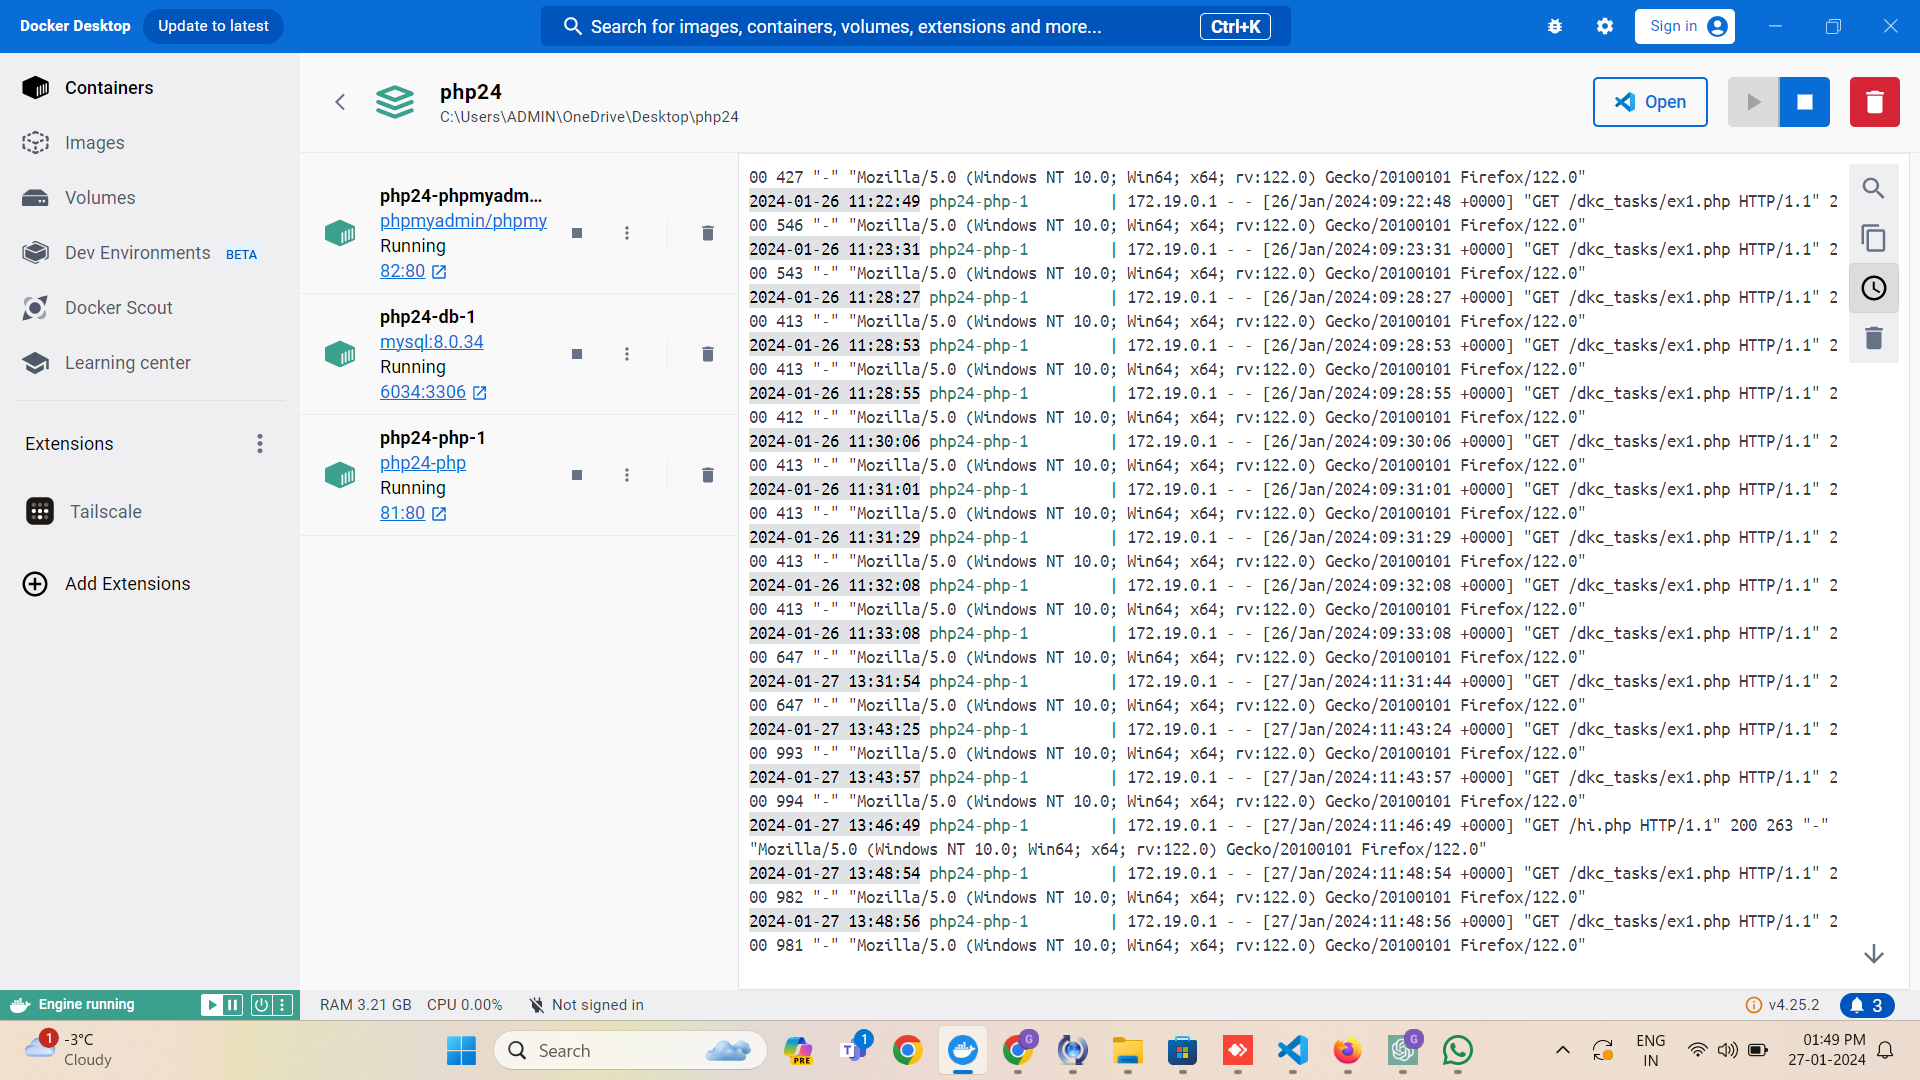 Docker Desktop
Update to latest
Search for images, containers, volumes, extensions and more...
Ctrl+K
Sign in
Containers
Images
Volumes
Dev Environments BETA
Docker Scout
Learning center
Extensions
Tailscale
Add Extensions
php24
C:\Users\ADMIN\OneDrive\Desktop\php24
Open
php24-phpmyadm...
phpmyadmin/phpmy
Running
82:80
php24-db-1
mysql:8.0.34
Running
6034:3306
php24-php-1
php24-php
Running
81:80
00 427 "-" "Mozilla/5.0 (Windows NT 10.0; Win64; x64; rv:122.0) Gecko/20100101 Firefox/122.0"
2024-01-26 11:22:49 php24-php-1 | 172.19.0.1 - - [26/Jan/2024:09:22:48 +0000] "GET /dkc_tasks/ex1.php HTTP/1.1" 2
00 546 "-" "Mozilla/5.0 (Windows NT 10.0; Win64; x64; rv:122.0) Gecko/20100101 Firefox/122.0"
2024-01-26 11:23:31 php24-php-1 | 172.19.0.1 - - [26/Jan/2024:09:23:31 +0000] "GET /dkc_tasks/ex1.php HTTP/1.1" 2
00 543 "-" "Mozilla/5.0 (Windows NT 10.0; Win64; x64; rv:122.0) Gecko/20100101 Firefox/122.0"
2024-01-26 11:28:27 php24-php-1 | 172.19.0.1 - - [26/Jan/2024:09:28:27 +0000] "GET /dkc_tasks/ex1.php HTTP/1.1" 2
00 413 "-" "Mozilla/5.0 (Windows NT 10.0; Win64; x64; rv:122.0) Gecko/20100101 Firefox/122.0"
2024-01-26 11:28:53 php24-php-1 | 172.19.0.1 - - [26/Jan/2024:09:28:53 +0000] "GET /dkc_tasks/ex1.php HTTP/1.1" 2
00 413 "-" "Mozilla/5.0 (Windows NT 10.0; Win64; x64; rv:122.0) Gecko/20100101 Firefox/122.0"
2024-01-26 11:28:55 php24-php-1 | 172.19.0.1 - - [26/Jan/2024:09:28:55 +0000] "GET /dkc_tasks/ex1.php HTTP/1.1" 2
00 412 "-" "Mozilla/5.0 (Windows NT 10.0; Win64; x64; rv:122.0) Gecko/20100101 Firefox/122.0"
2024-01-26 11:30:06 php24-php-1 | 172.19.0.1 - - [26/Jan/2024:09:30:06 +0000] "GET /dkc_tasks/ex1.php HTTP/1.1" 2
00 413 "-" "Mozilla/5.0 (Windows NT 10.0; Win64; x64; rv:122.0) Gecko/20100101 Firefox/122.0"
2024-01-26 11:31:01 php24-php-1 | 172.19.0.1 - - [26/Jan/2024:09:31:01 +0000] "GET /dkc_tasks/ex1.php HTTP/1.1" 2
00 413 "-" "Mozilla/5.0 (Windows NT 10.0; Win64; x64; rv:122.0) Gecko/20100101 Firefox/122.0"
2024-01-26 11:31:29 php24-php-1 | 172.19.0.1 - - [26/Jan/2024:09:31:29 +0000] "GET /dkc_tasks/ex1.php HTTP/1.1" 2
00 413 "-" "Mozilla/5.0 (Windows NT 10.0; Win64; x64; rv:122.0) Gecko/20100101 Firefox/122.0"
2024-01-26 11:32:08 php24-php-1 | 172.19.0.1 - - [26/Jan/2024:09:32:08 +0000] "GET /dkc_tasks/ex1.php HTTP/1.1" 2
00 413 "-" "Mozilla/5.0 (Windows NT 10.0; Win64; x64; rv:122.0) Gecko/20100101 Firefox/122.0"
2024-01-26 11:33:08 php24-php-1 | 172.19.0.1 - - [26/Jan/2024:09:33:08 +0000] "GET /dkc_tasks/ex1.php HTTP/1.1" 2
00 647 "-" "Mozilla/5.0 (Windows NT 10.0; Win64; x64; rv:122.0) Gecko/20100101 Firefox/122.0"
2024-01-27 13:31:54 php24-php-1 | 172.19.0.1 - - [27/Jan/2024:11:31:44 +0000] "GET /dkc_tasks/ex1.php HTTP/1.1" 2
00 647 "-" "Mozilla/5.0 (Windows NT 10.0; Win64; x64; rv:122.0) Gecko/20100101 Firefox/122.0"
2024-01-27 13:43:25 php24-php-1 | 172.19.0.1 - - [27/Jan/2024:11:43:24 +0000] "GET /dkc_tasks/ex1.php HTTP/1.1" 2
00 993 "-" "Mozilla/5.0 (Windows NT 10.0; Win64; x64; rv:122.0) Gecko/20100101 Firefox/122.0"
2024-01-27 13:43:57 php24-php-1 | 172.19.0.1 - - [27/Jan/2024:11:43:57 +0000] "GET /dkc_tasks/ex1.php HTTP/1.1" 2
00 994 "-" "Mozilla/5.0 (Windows NT 10.0; Win64; x64; rv:122.0) Gecko/20100101 Firefox/122.0"
2024-01-27 13:46:49 php24-php-1 | 172.19.0.1 - - [27/Jan/2024:11:46:49 +0000] "GET /hi.php HTTP/1.1" 200 263 "-"
"Mozilla/5.0 (Windows NT 10.0; Win64; x64; rv:122.0) Gecko/20100101 Firefox/122.0"
2024-01-27 13:48:54 php24-php-1 | 172.19.0.1 - - [27/Jan/2024:11:48:54 +0000] "GET /dkc_tasks/ex1.php HTTP/1.1" 2
00 982 "-" "Mozilla/5.0 (Windows NT 10.0; Win64; x64; rv:122.0) Gecko/20100101 Firefox/122.0"
2024-01-27 13:48:56 php24-php-1 | 172.19.0.1 - - [27/Jan/2024:11:48:56 +0000] "GET /dkc_tasks/ex1.php HTTP/1.1" 2
00 981 "-" "Mozilla/5.0 (Windows NT 10.0; Win64; x64; rv:122.0) Gecko/20100101 Firefox/122.0"
Engine running
RAM 3.21 GB CPU 0.00% Not signed in
v4.25.2
3
1
-3°C
Cloudy
Search
PRE
T
1
G
G
ENG
IN
01:49 PM
27-01-2024